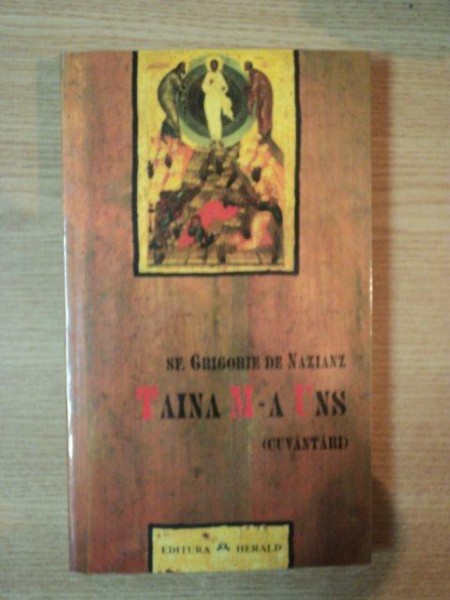 SF. GRIGORIE DE NAZIANZ
TAINA M-A UNS
(CUVÂNTĂRI)
EDITURA HERALD